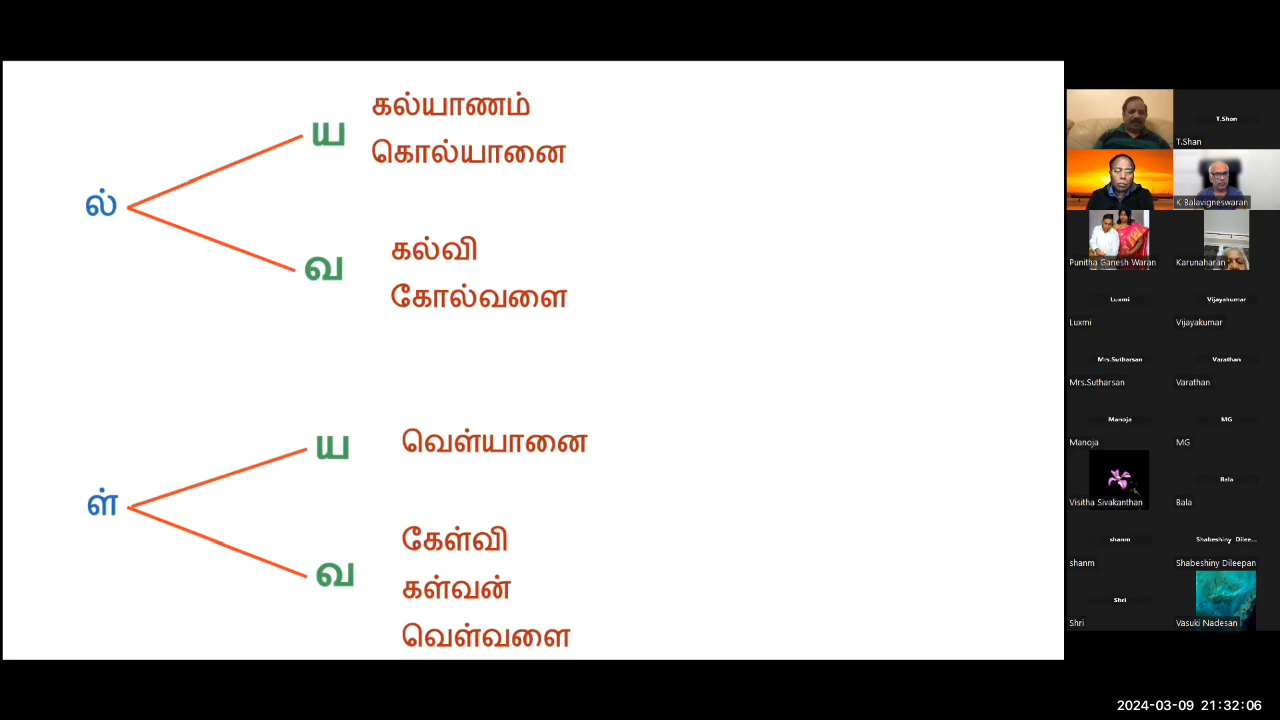 கல்யாணம்
ய
கொல்யானை
ல்
கல்வி
வ
கோல்வளை
ய
வெள்யானை
ள்
கேள்வி
வ
கள்வன்
வெள்வளை
T.Shan
T.Shan
K Balavigneswaran
Punitha Ganesh Waran
Karunaharan
Luxmi
Vijayakumar
Luxmi
Vijayakumar
Mrs.Sutharsan
Varathan
Mrs.Sutharsan
Varathan
Manoja
MG
Manoja
MG
Bala
Visitha Sivakanthan
Bala
shanm
Shabeshiny Dilee...
shanm
Shabeshiny Dileepan
Shri
Shri
Vasuki Nadesan
2024-03-09 21:32:06